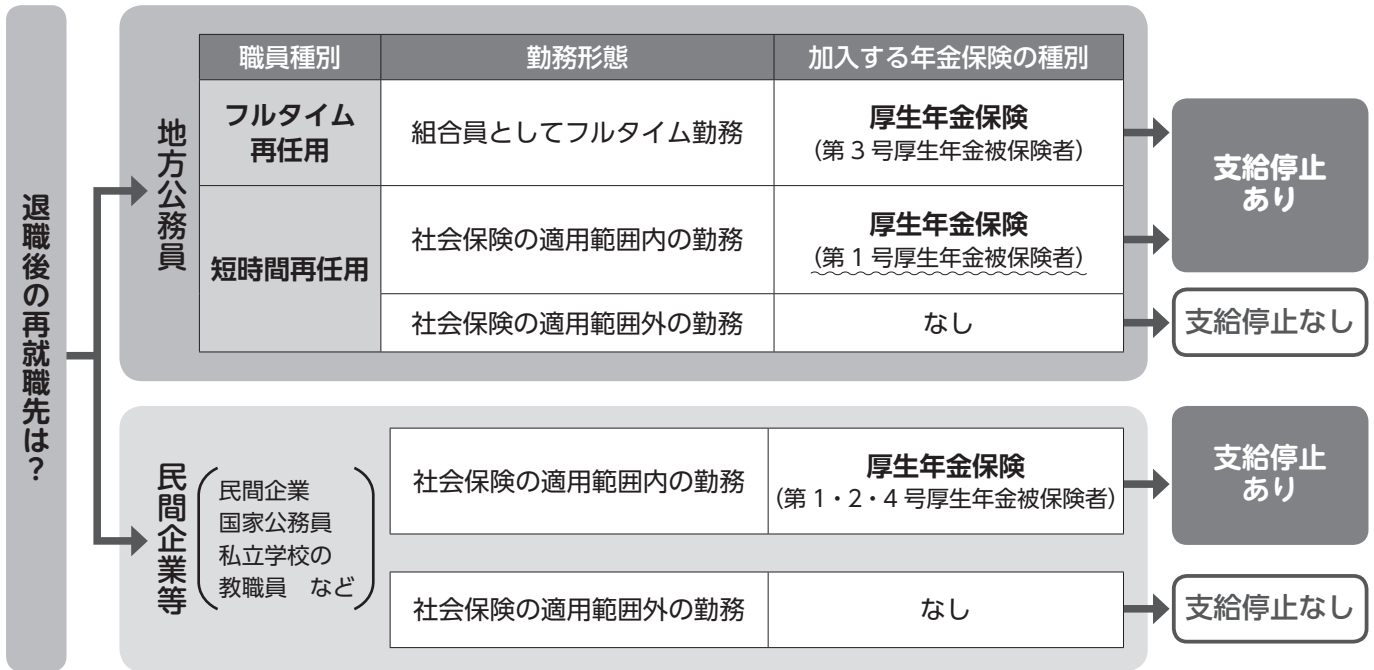 退職後の再就職先は?
地方公務員
職員種別 勤務形態 加入する年金保険の種別
フルタイム
再任用
組合員としてフルタイム勤務
厚生年金保険
(第3号厚生年金被保険者)
短時間再任用
社会保険の適用範囲内の勤務
厚生年金保険
(第1号厚生年金被保険者)
支給停止
あり
社会保険の適用範囲外の勤務 なし
支給停止なし
民間企業等
民間企業
国家公務員
私立学校の
教職員 など
社会保険の適用範囲内の勤務
厚生年金保険
(第1・2・4号厚生年金被保険者)
支給停止
あり
社会保険の適用範囲外の勤務 なし
支給停止なし